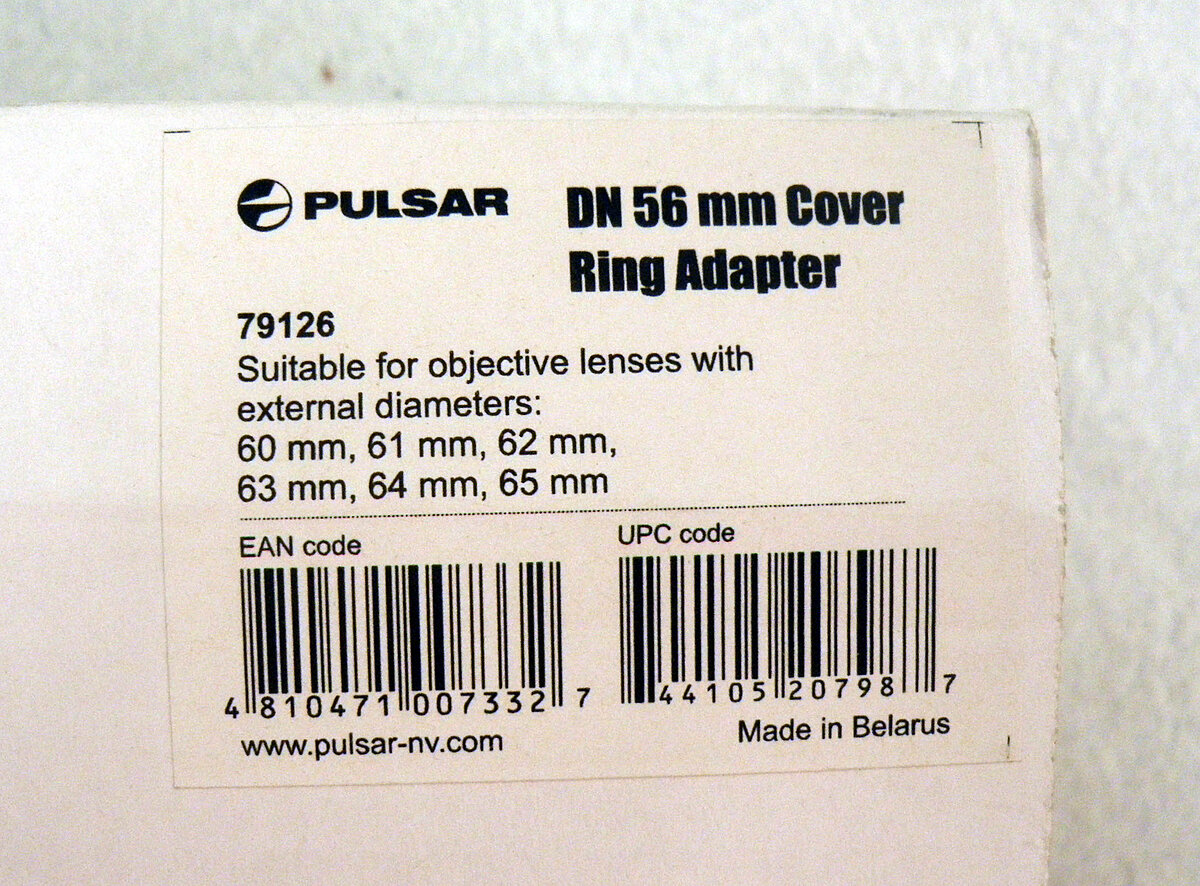 PULSAR
DN 56 mm Cover
Ring Adapter
79126
Suitable for objective lenses with
external diameters:
60 mm, 61 mm, 62 mm,
63 mm, 64 mm, 65 mm
EAN code
4 810471 007332 7
www.pulsar-nv.com
UPC code
44105 20798 7
Made in Belarus